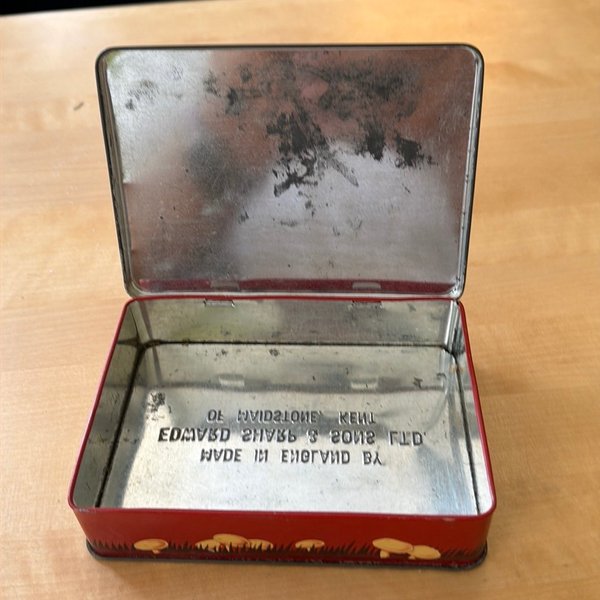 MADE IN ENGLAND BY
EDWARD SHARP & SONS LTD.
OF MAIDSTONE, KENT